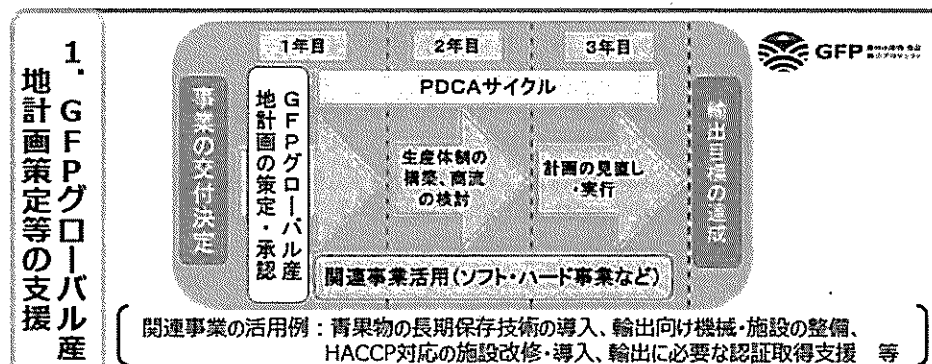 1．GFPグローバル産
地計画策定等の支援
1年目
2年目
3年目
GFP
PDCAサイクル
事業の交付決定
GFPグローバル産
地計画の策定・承認
生産体制の
構築、商流
の検討
計画の見直し
・実行
輸出目標の達成
関連事業活用(ソフト・ハード事業など)
関連事業の活用例：青果物の長期保存技術の導入、輸出向け機械・施設の整備、
HACCP対応の施設改修・導入、輸出に必要な認証取得支援　等